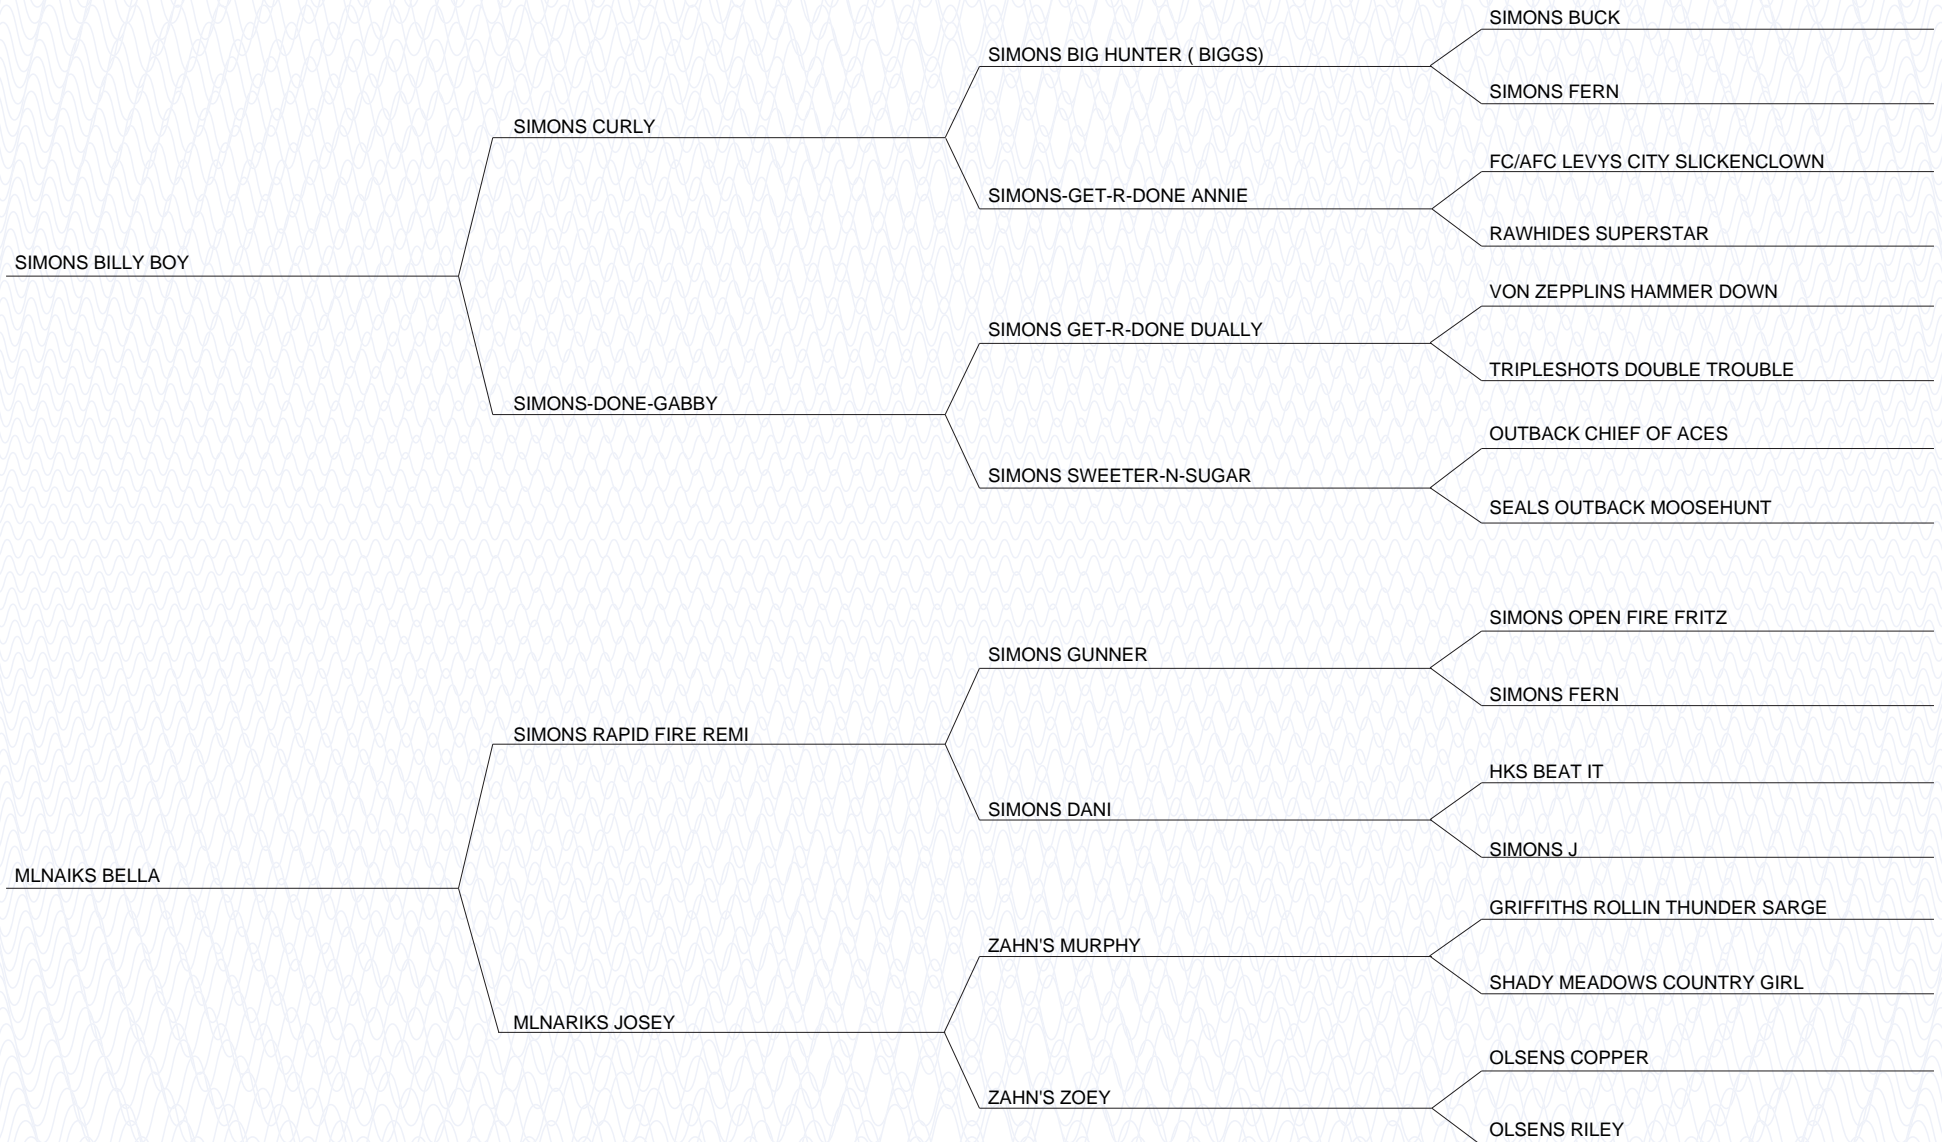 SIMONS BUCK
SIMONS BIG HUNTER ( BIGGS)
SIMONS FERN
SIMONS CURLY
FC/AFC LEVYS CITY SLICKENCLOWN
SIMONS-GET-R-DONE ANNIE
RAWHIDES SUPERSTAR
SIMONS BILLY BOY
VON ZEPPLINS HAMMER DOWN
SIMONS GET-R-DONE DUALLY
TRIPLESHOTS DOUBLE TROUBLE
SIMONS-DONE-GABBY
OUTBACK CHIEF OF ACES
SIMONS SWEETER-N-SUGAR
SEALS OUTBACK MOOSEHUNT
SIMONS OPEN FIRE FRITZ
SIMONS GUNNER
SIMONS FERN
SIMONS RAPID FIRE REMI
HKS BEAT IT
SIMONS DANI
SIMONS J
MLNAIKS BELLA
GRIFFITHS ROLLIN THUNDER SARGE
ZAHN'S MURPHY
SHADY MEADOWS COUNTRY GIRL
MLNARIKS JOSEY
OLSENS COPPER
ZAHN'S ZOEY
OLSENS RILEY